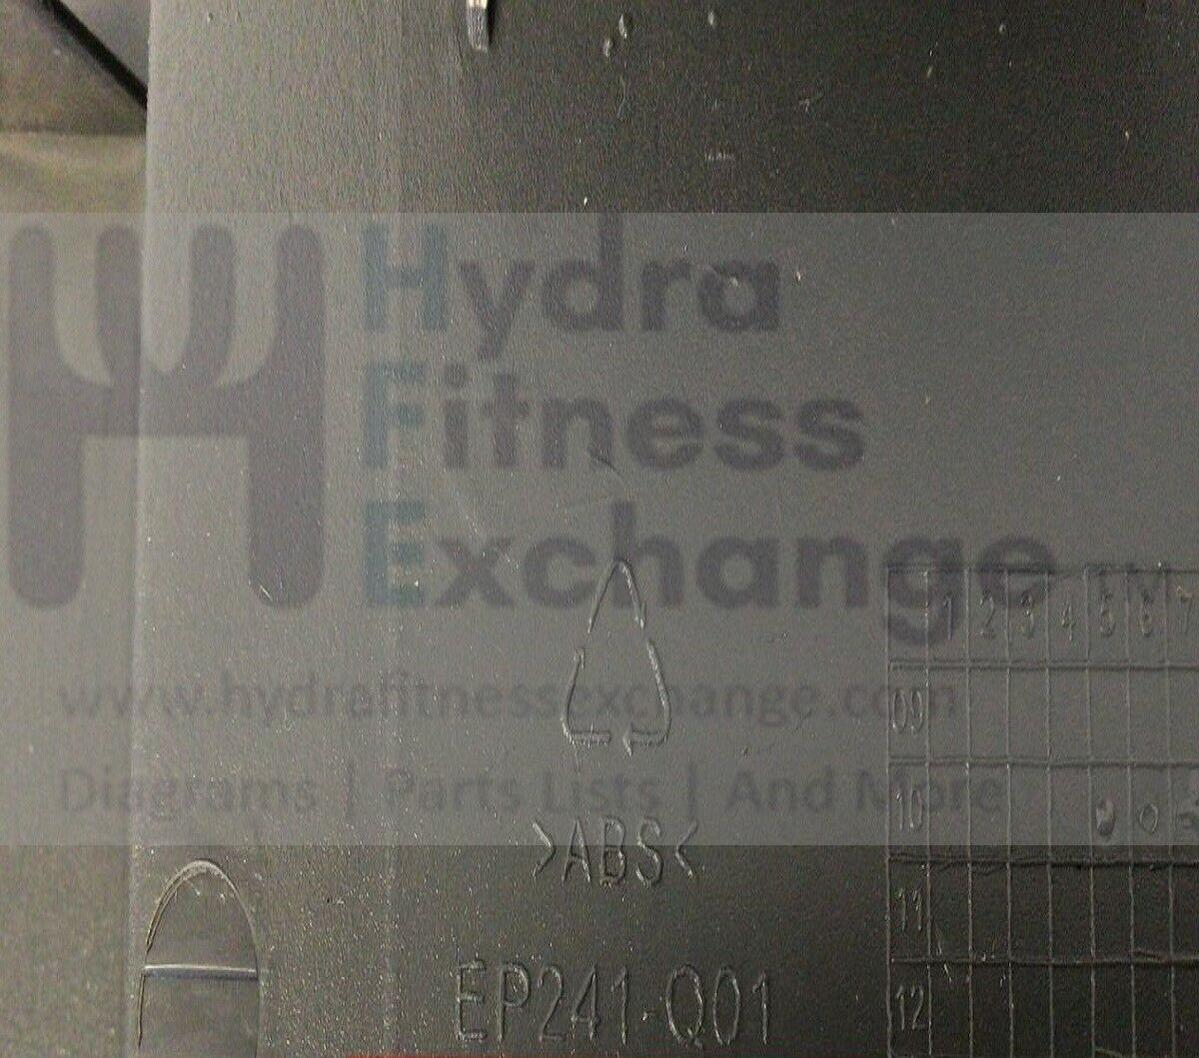 Hydra
Fitness
Exchange TM
www.hydrafitnessexchange.com
Diagrams | Parts Lists | And More
1 2 3 4 5 6 7
09
10
11
12
>ABS<
EP241-Q01